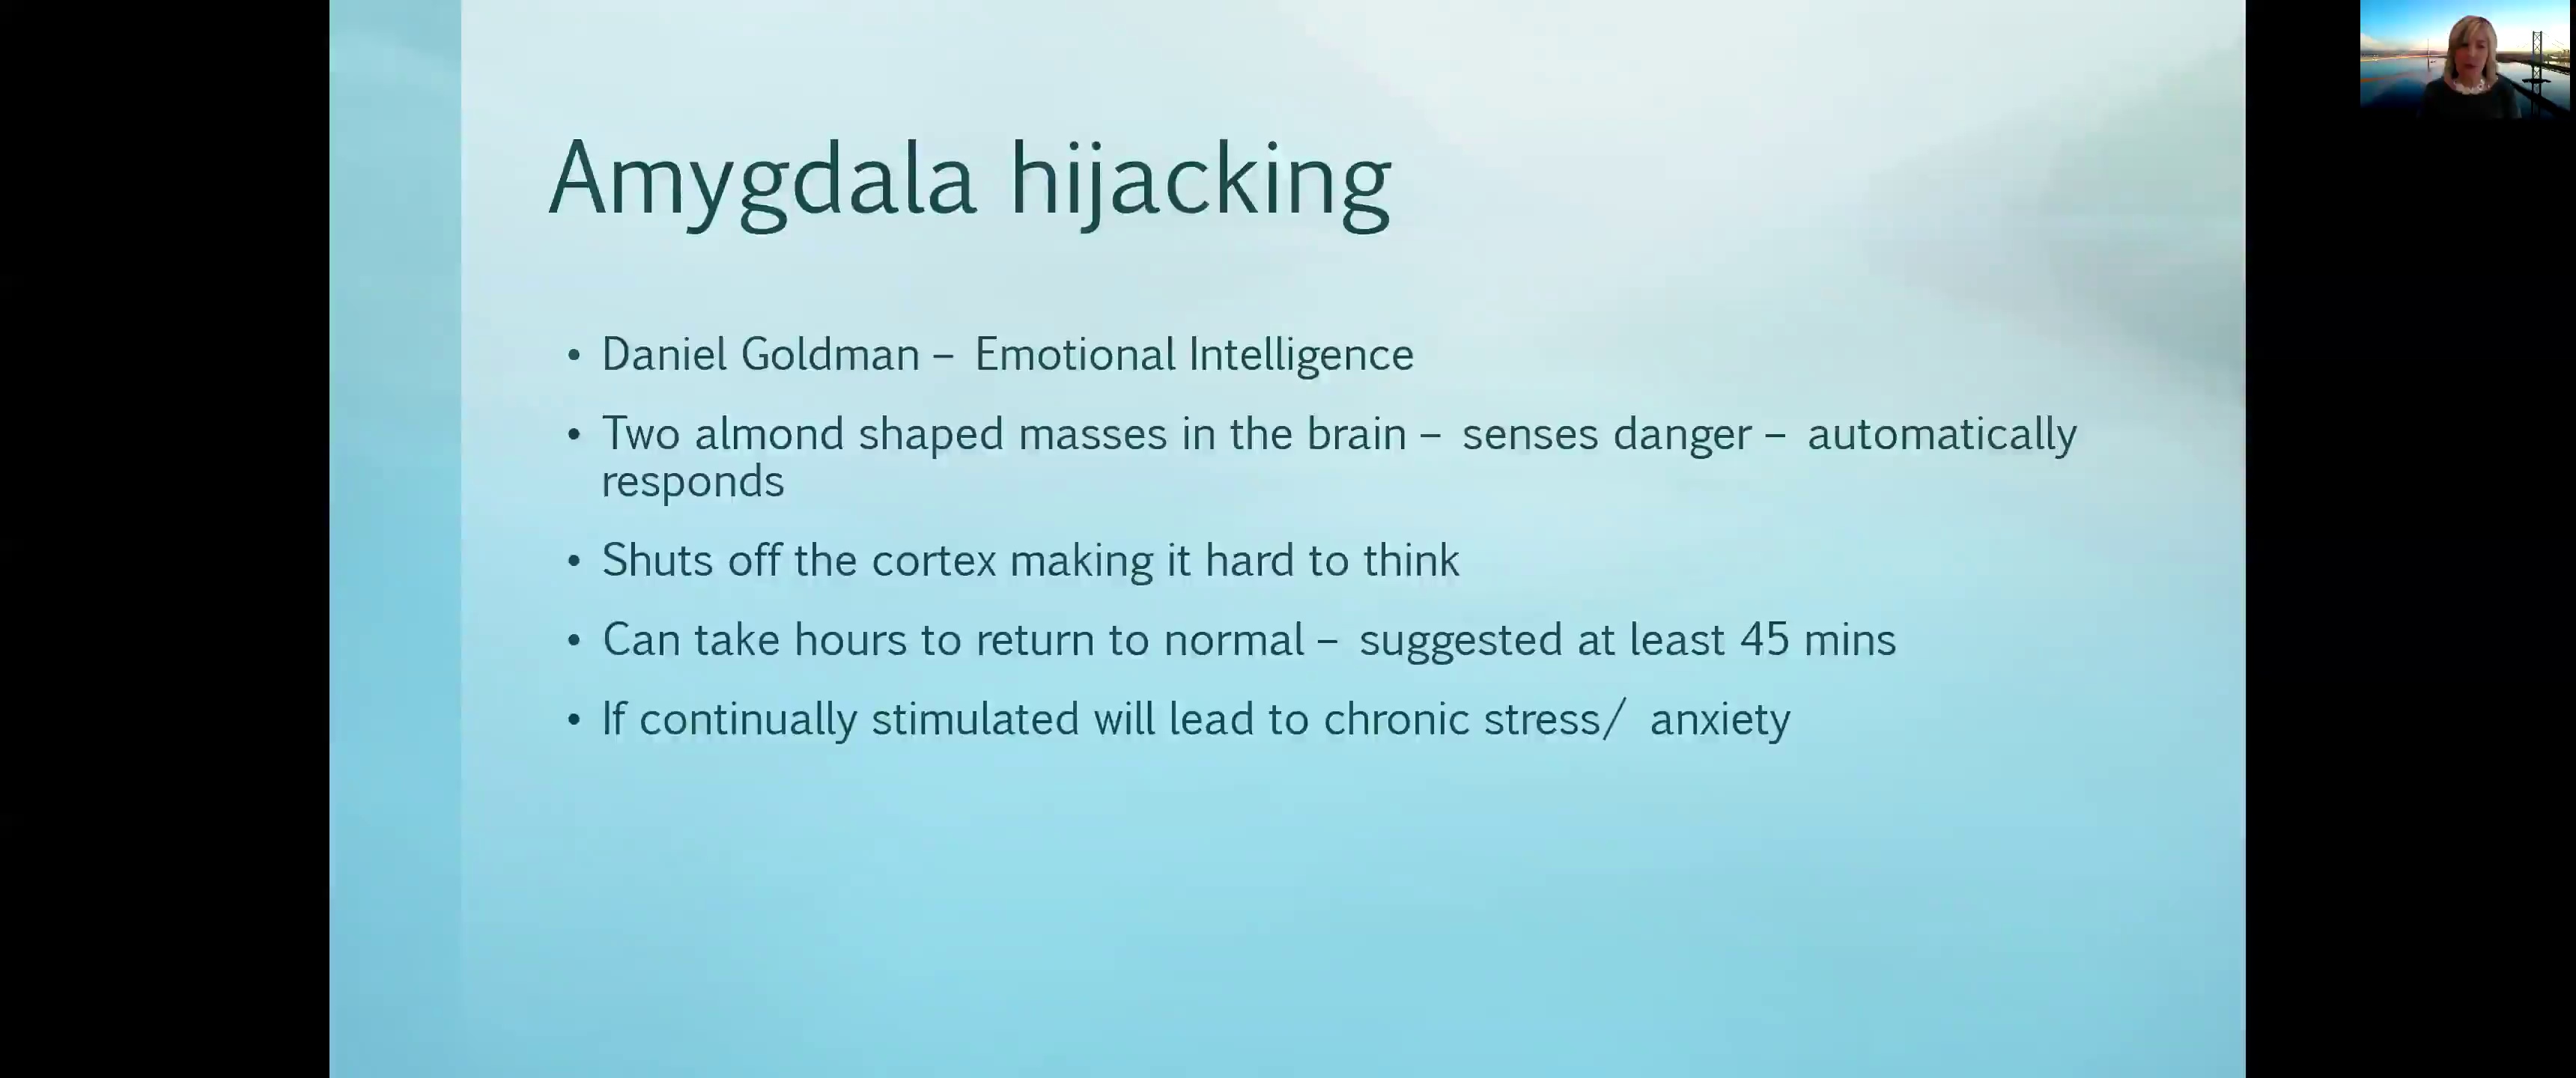 Amygdala hijacking
• Daniel Goldman – Emotional Intelligence
• Two almond shaped masses in the brain – senses danger – automatically
responds
• Shuts off the cortex making it hard to think
• Can take hours to return to normal – suggested at least 45 mins
• If continually stimulated will lead to chronic stress/ anxiety